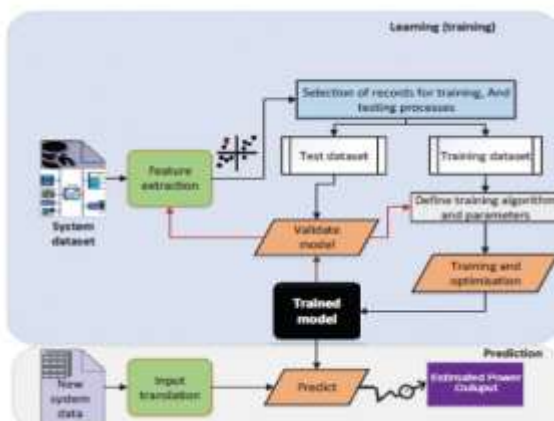 Learning (training)
Selection of records for training, And
testing processes
Test dataset
Training dataset
Feature
extraction
System
dataset
Validate
model
Define training algorithm
and parameters
Training and
optimisation
Trained
model
Prediction
New
system
data
Input
translation
Predict
Estimated Power
Output